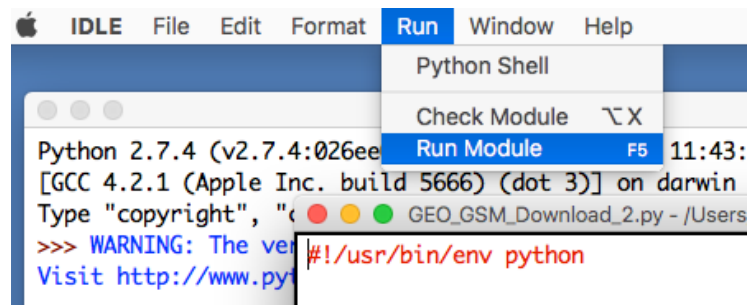 IDLE File Edit Format Run Window Help
Python Shell
Check Module ⌥X
Run Module F5
Python 2.7.4 (v2.7.4:026ee 11:43:
[GCC 4.2.1 (Apple Inc. build 5666) (dot 3)] on darwin
Type "copyright", "c
GEO_GSM_Download_2.py - /Users
>>> WARNING: The ver
#!/usr/bin/env python
Visit http://www.pyt